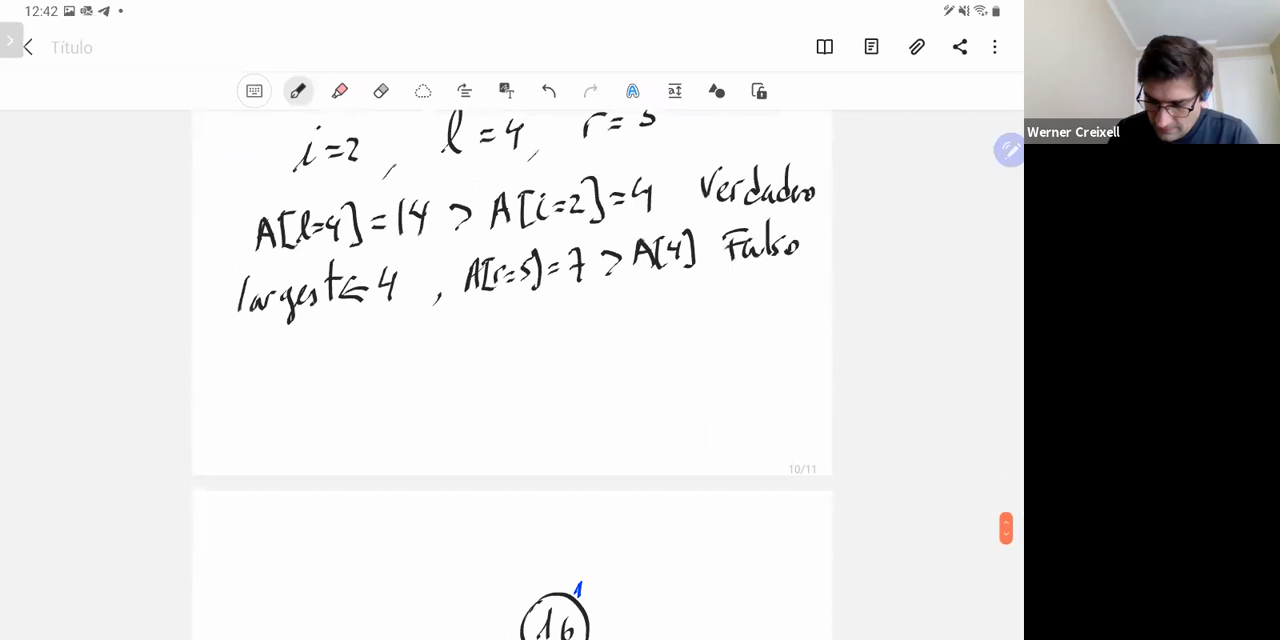 12:42
Título
i=2 , l=4, r=5
A[l=4]=14 > A[i=2]=4 Verdadro
largest ← 4 , A[r=5]=7 > A[4] Falso
10/11
1
16
Werner Creixell